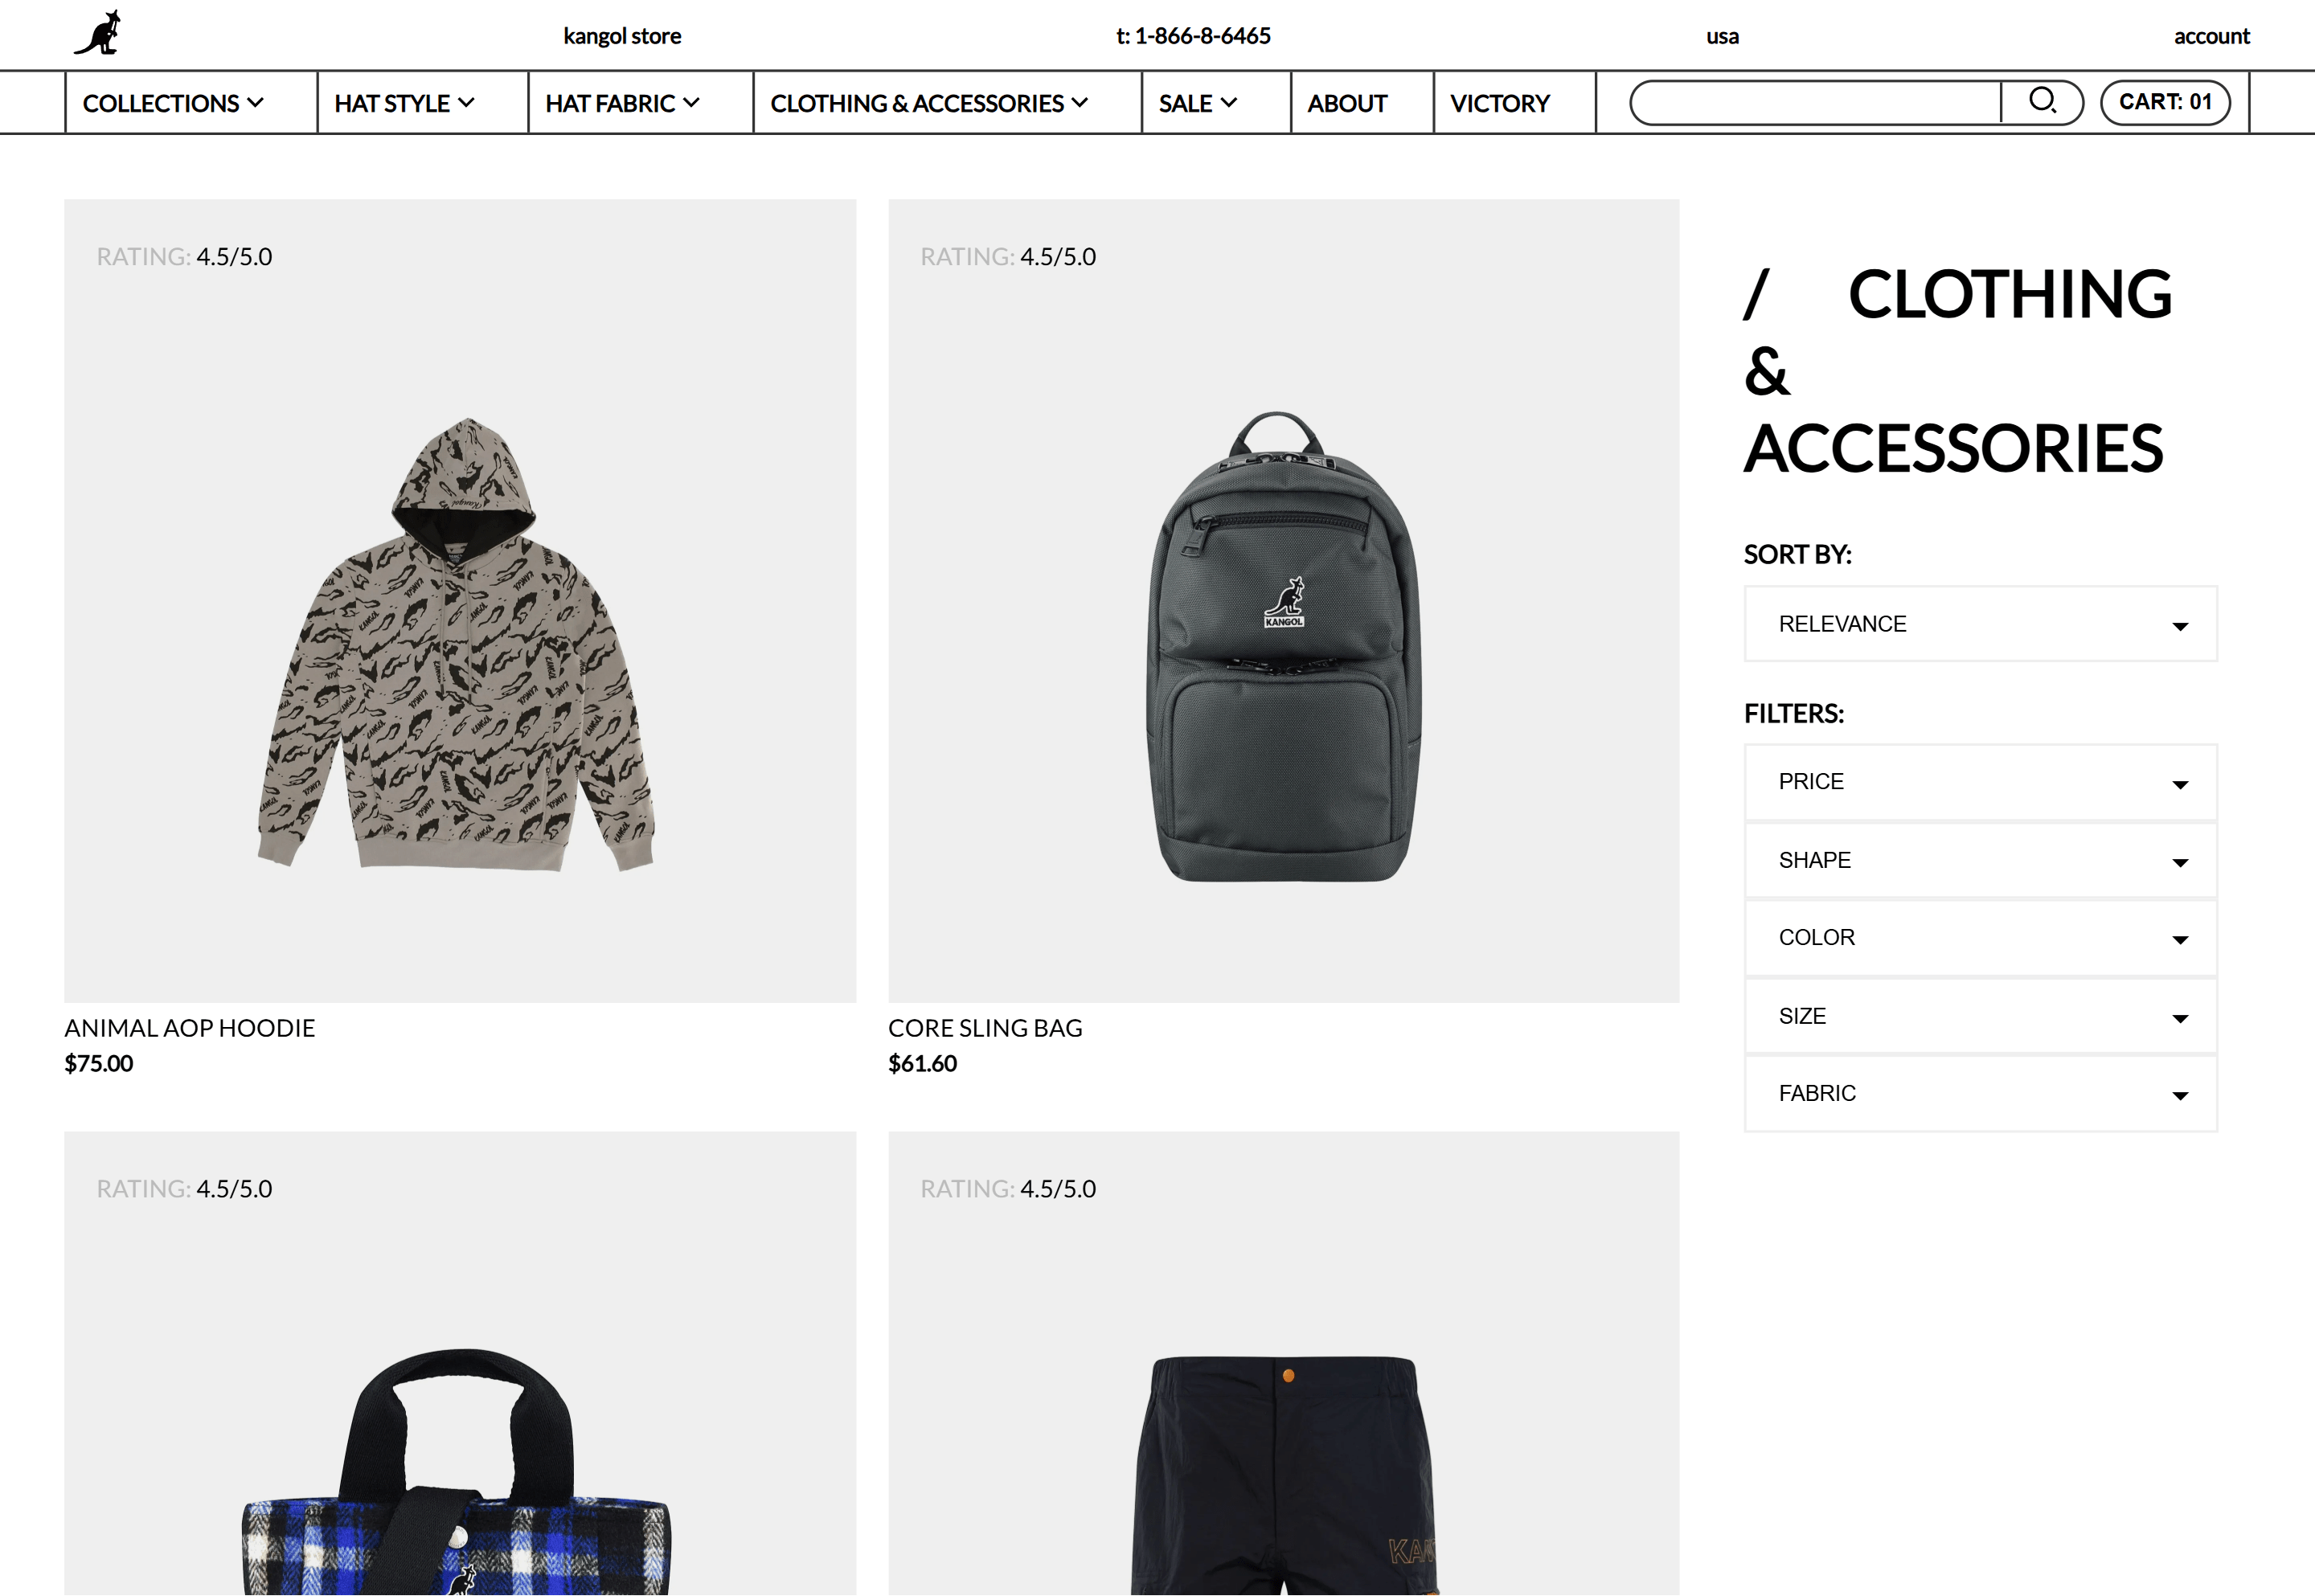 kangol store
t: 1-866-8-6465
usa
account
COLLECTIONS
HAT STYLE
HAT FABRIC
CLOTHING & ACCESSORIES
SALE
ABOUT
VICTORY
CART: 01
RATING: 4.5/5.0
KANGOL
ANIMAL AOP HOODIE
$75.00
RATING: 4.5/5.0
KANGOL
CORE SLING BAG
$61.60
/ CLOTHING
&
ACCESSORIES
SORT BY:
RELEVANCE
FILTERS:
PRICE
SHAPE
COLOR
SIZE
FABRIC
RATING: 4.5/5.0
RATING: 4.5/5.0